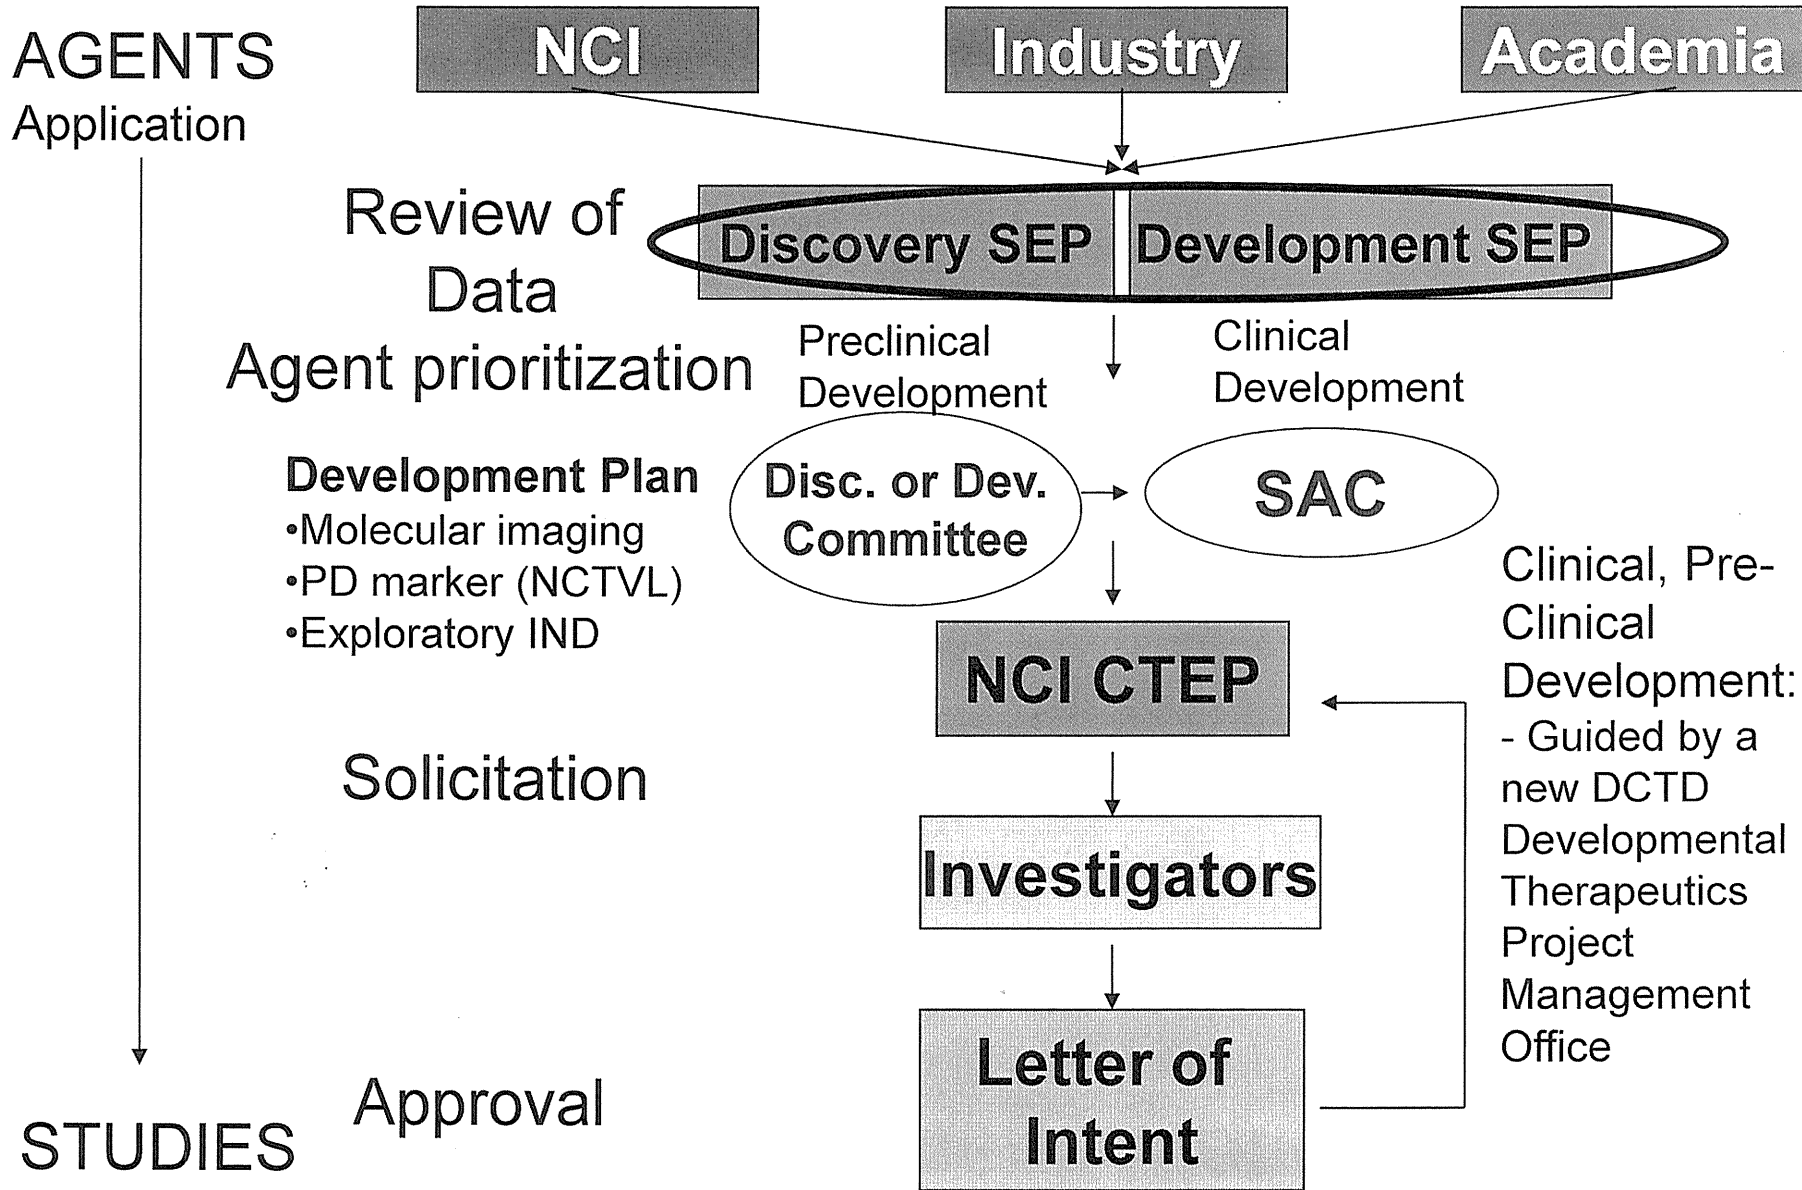 AGENTS
Application
NCI
Industry
Academia
Review of
Data
Agent prioritization
Discovery SEP
Development SEP
Preclinical
Development
Clinical
Development
Development Plan
•Molecular imaging
•PD marker (NCTVL)
•Exploratory IND
Disc. or Dev.
Committee
SAC
NCI CTEP
Clinical, Pre-
Clinical
Development:
- Guided by a
new DCTD
Developmental
Therapeutics
Project
Management
Office
Solicitation
Investigators
Approval
Letter of
Intent
STUDIES